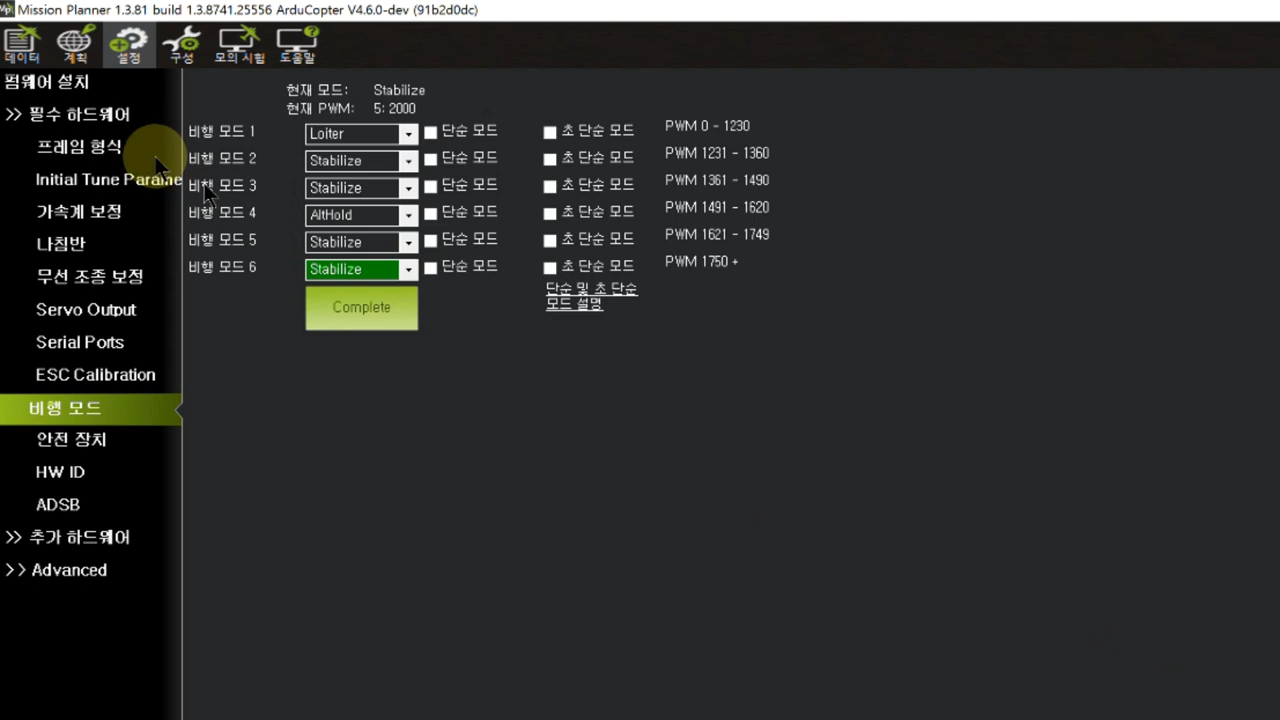 Mission Planner 1.3.81 build 1.3.8741.25556 ArduCopter V4.6.0-dev (91b2d0dc)
데이터 계획 설정 구성 모의 시험 도움말
펌웨어 설치
>> 필수 하드웨어
프레임 형식
Initial Tune Parame
가속계 보정
나침반
무선 조종 보정
Servo Output
Serial Ports
ESC Calibration
비행 모드
안전 장치
HW ID
ADSB
>> 추가 하드웨어
>> Advanced
현재 모드: Stabilize
현재 PWM: 5: 2000
비행 모드 1 Loiter 단순 모드 초 단순 모드 PWM 0 - 1230
비행 모드 2 Stabilize 단순 모드 초 단순 모드 PWM 1231 - 1360
비행 모드 3 Stabilize 단순 모드 초 단순 모드 PWM 1361 - 1490
비행 모드 4 AltHold 단순 모드 초 단순 모드 PWM 1491 - 1620
비행 모드 5 Stabilize 단순 모드 초 단순 모드 PWM 1621 - 1749
비행 모드 6 Stabilize 단순 모드 초 단순 모드 PWM 1750 +
단순 및 초 단순
모드 설명
Complete